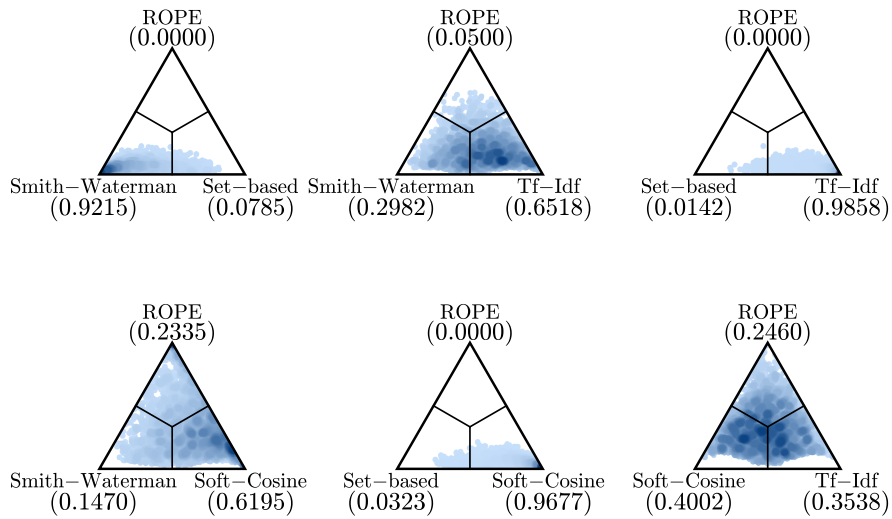 ROPE ROPE ROPE
(0.0000) (0.0500) (0.0000)
Smith−Waterman Set−based Smith−Waterman Tf−Idf Set−based Tf−Idf
(0.9215) (0.0785) (0.2982) (0.6518) (0.0142) (0.9858)
ROPE ROPE ROPE
(0.2335) (0.0000) (0.2460)
Smith−Waterman Soft−Cosine Set−based Soft−Cosine Soft−Cosine Tf−Idf
(0.1470) (0.6195) (0.0323) (0.9677) (0.4002) (0.3538)